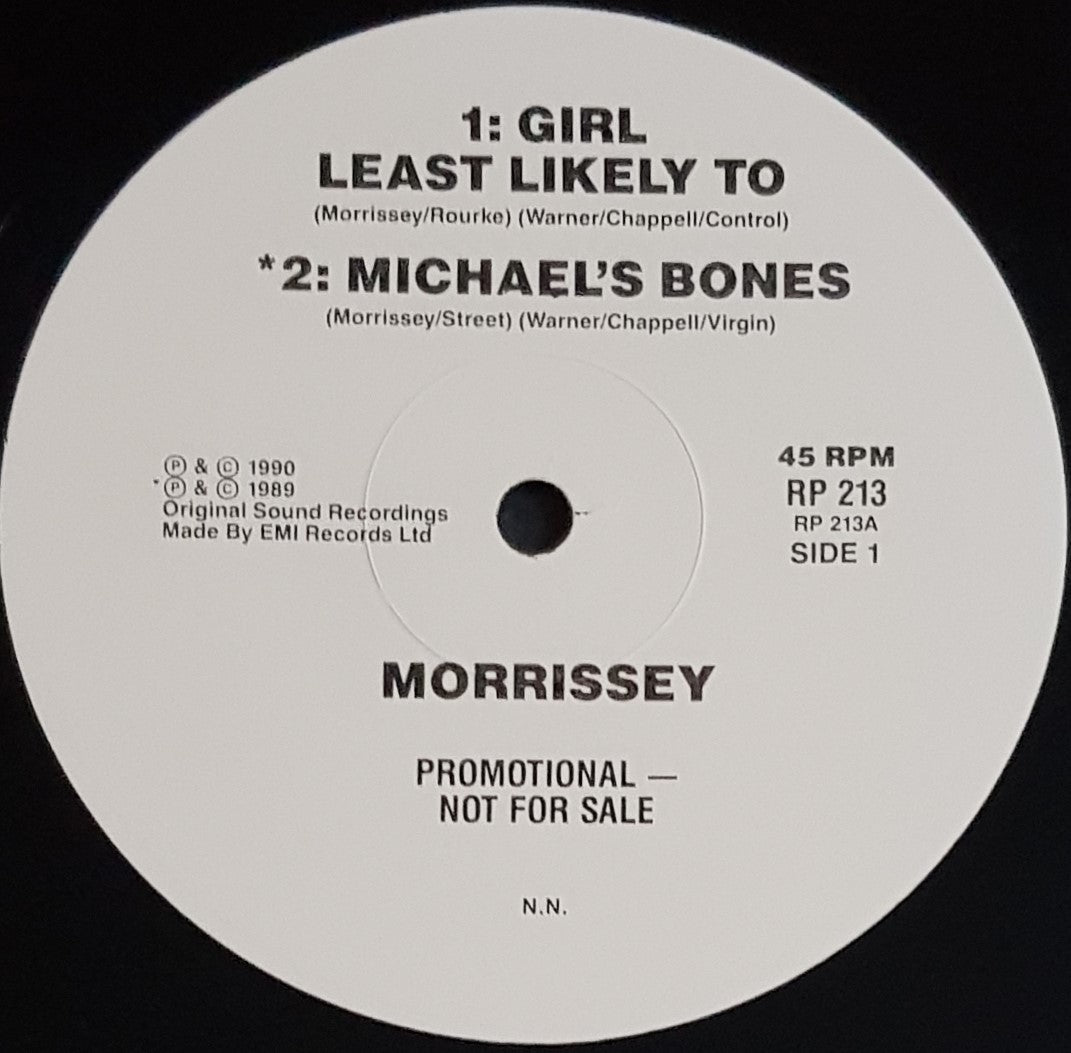 1: GIRL
LEAST LIKELY TO
(Morrissey/Rourke) (Warner/Chappell/Control)
*2: MICHAEL'S BONES
(Morrissey/Street) (Warner/Chappell/Virgin)
Ⓟ & © 1990
*Ⓟ & © 1989
Original Sound Recordings
Made By EMI Records Ltd
45 RPM
RP 213
RP 213A
SIDE 1
MORRISSEY
PROMOTIONAL —
NOT FOR SALE
N.N.